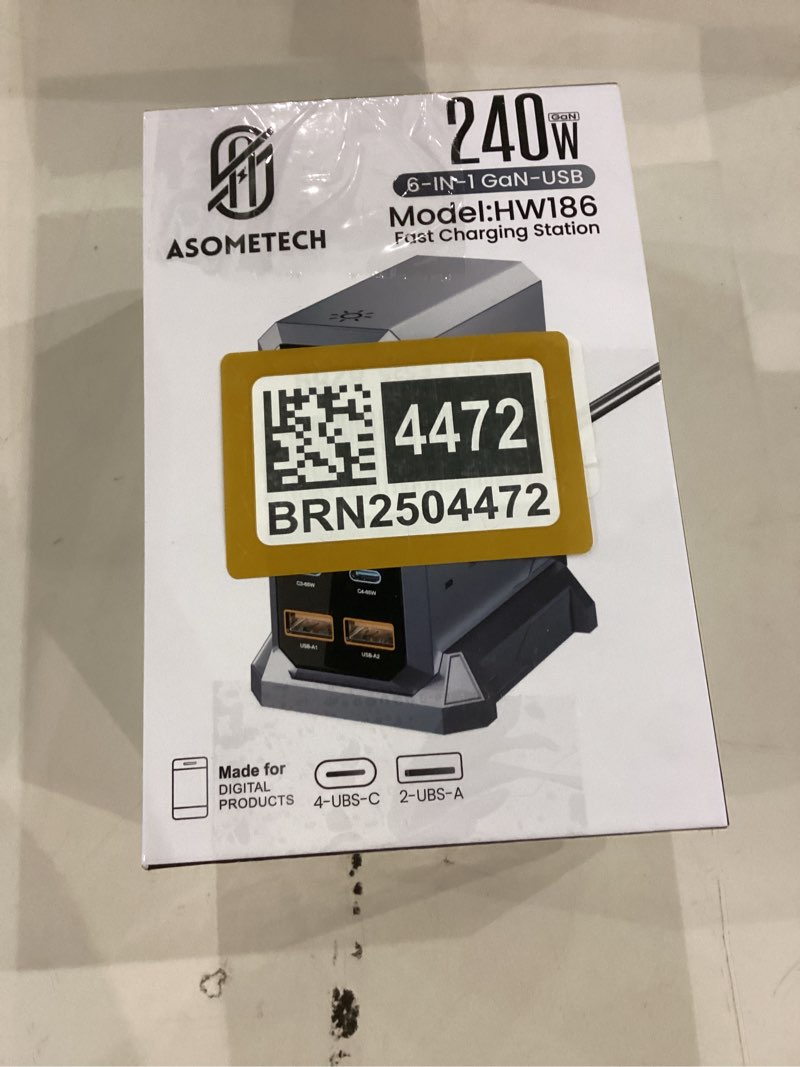 240W
GaN
6-IN-1 GaN-USB
Model:HW186
Fast Charging Station
ASOMETECH
4472
BRN2504472
C3-65W
C4-65W
USB-A1
USB-A2
Made for
DIGITAL
PRODUCTS
4-UBS-C
2-UBS-A